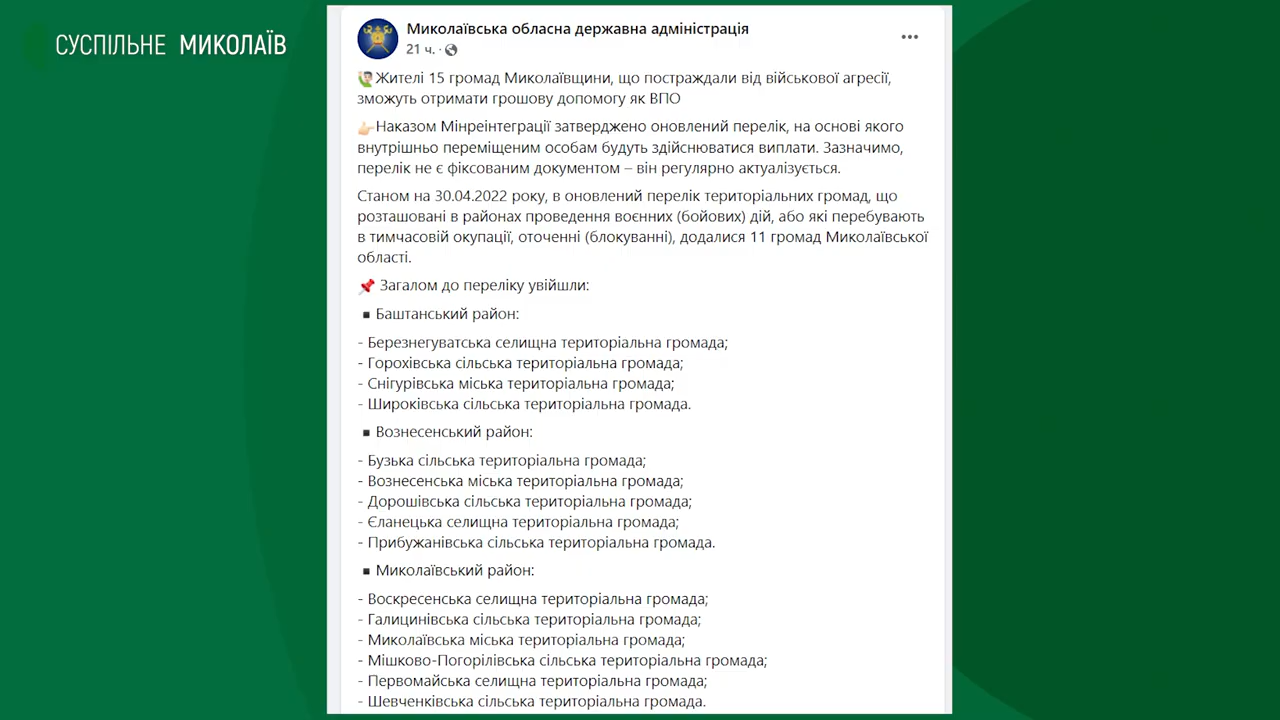 СУСПІЛЬНЕ МИКОЛАЇВ
Миколаївська обласна державна адміністрація
21 ч. ·
Жителі 15 громад Миколаївщини, що постраждали від військової агресії,
зможуть отримати грошову допомогу як ВПО
Наказом Мінреінтеграції затверджено оновлений перелік, на основі якого
внутрішньо переміщеним особам будуть здійснюватися виплати. Зазначимо,
перелік не є фіксованим документом – він регулярно актуалізується.
Станом на 30.04.2022 року, в оновлений перелік територіальних громад, що
розташовані в районах проведення воєнних (бойових) дій, або які перебувають
в тимчасовій окупації, оточенні (блокуванні), додалися 11 громад Миколаївської
області.
Загалом до переліку увійшли:
▪ Баштанський район:
- Березнегуватська селищна територіальна громада;
- Горохівська сільська територіальна громада;
- Снігурівська міська територіальна громада;
- Широківська сільська територіальна громада.
▪ Вознесенський район:
- Бузька сільська територіальна громада;
- Вознесенська міська територіальна громада;
- Дорошівська сільська територіальна громада;
- Єланецька селищна територіальна громада;
- Прибужанівська сільська територіальна громада.
▪ Миколаївський район:
- Воскресенська селищна територіальна громада;
- Галицинівська сільська територіальна громада;
- Миколаївська міська територіальна громада;
- Мішково-Погорілівська сільська територіальна громада;
- Первомайська селищна територіальна громада;
- Шевченківська сільська територіальна громада.